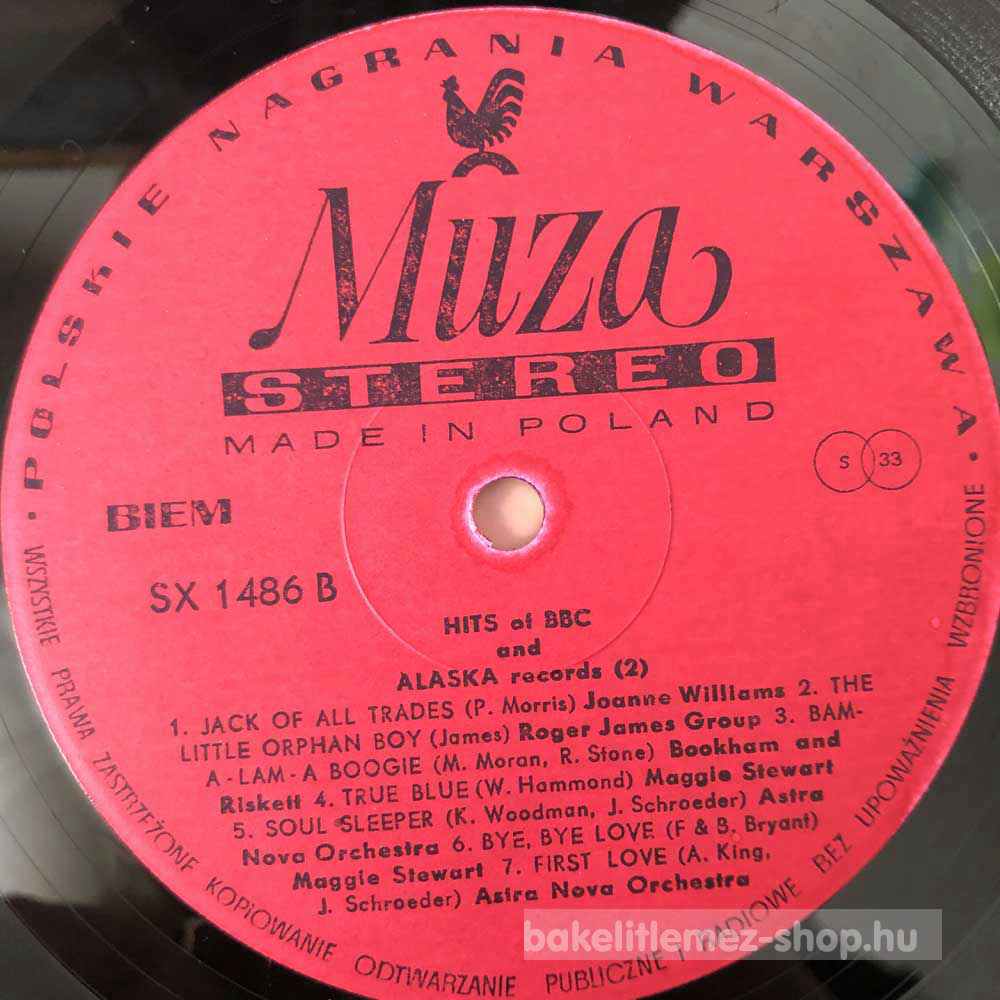 • POLSKIE NAGRANIA WARSZAWA •
Muza
STEREO
MADE IN POLAND
S 33
BIEM
SX 1486 B
HITS of BBC
and
ALASKA records (2)
1. JACK OF ALL TRADES (P. Morris) Joanne Williams 2. THE
LITTLE ORPHAN BOY (James) Roger James Group 3. BAM-
A-LAM-A BOOGIE (M. Moran, R. Stone) Bookham and
Riskett 4. TRUE BLUE (W. Hammond) Maggie Stewart
5. SOUL SLEEPER (K. Woodman, J. Schroeder) Astra
Nova Orchestra 6. BYE, BYE LOVE (F & B. Bryant)
Maggie Stewart 7. FIRST LOVE (A. King,
J. Schroeder) Astra Nova Orchestra
WSZYSTKIE PRAWA ZASTRZEŻONE KOPIOWANIE ODTWARZANIE PUBLICZNE I RADIOWE BEZ UPOWAŻNIENIA WZBRONIONE
bakelitlemez-shop.hu